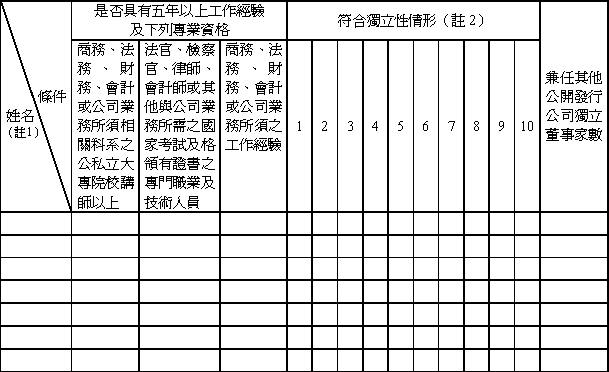 條件
姓名
（註1）
是否具有五年以上工作經驗
及下列專業資格
商務、法
務、財
務、會計
或公司業
務所須相
關科系之
公私立大
專院校講
師以上
法官、檢察
官、律師、
會計師或其
他與公司業
務所需之國
家考試及格
領有證書之
專門職業及
技術人員
商務、法
務、財
務、會計
或公司業
務所須之
工作經驗
符合獨立性情形（註2）
1 2 3 4 5 6 7 8 9 10
兼任其他
公開發行
公司獨立
董事家數